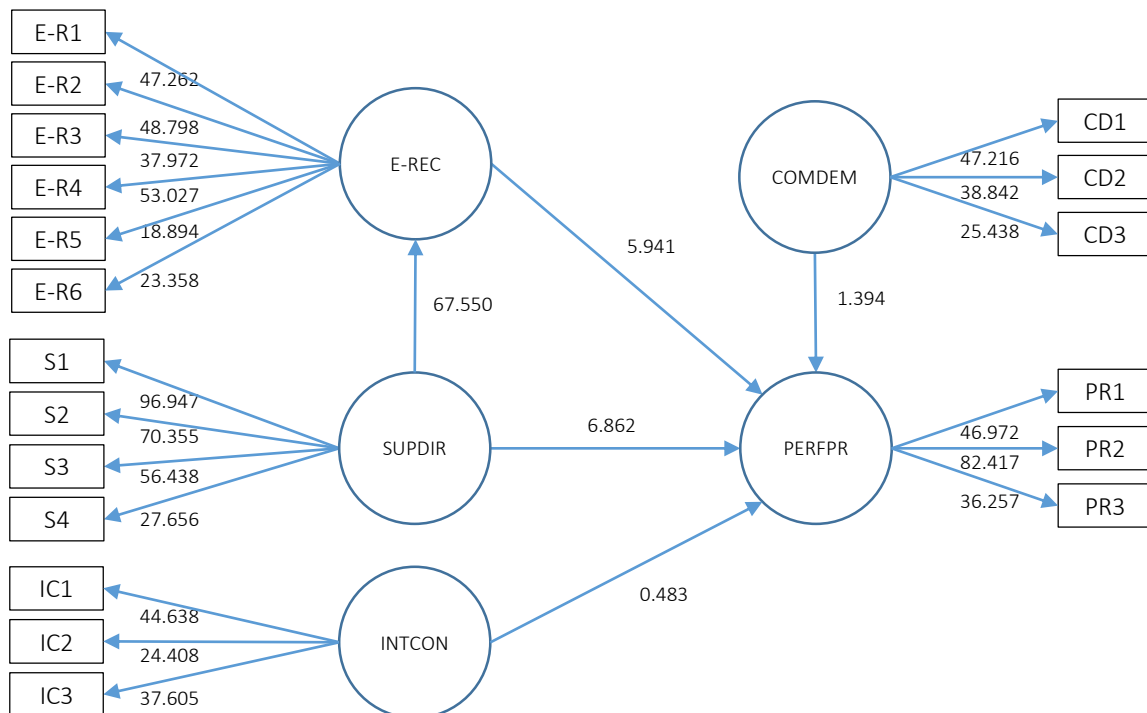 E-R1
E-R2
E-R3
E-R4
E-R5
E-R6
47.262
48.798
37.972
53.027
18.894
23.358
E-REC
67.550
5.941
COMDEM
1.394
47.216
38.842
25.438
CD1
CD2
CD3
S1
S2
S3
S4
96.947
70.355
56.438
27.656
SUPDIR
6.862
PERFPR
46.972
82.417
36.257
PR1
PR2
PR3
IC1
IC2
IC3
44.638
24.408
37.605
INTCON
0.483